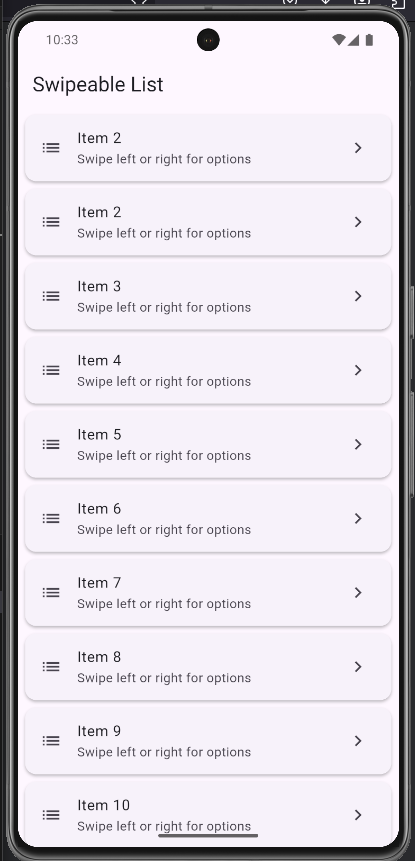 10:33
Swipeable List
Item 2
Swipe left or right for options
Item 2
Swipe left or right for options
Item 3
Swipe left or right for options
Item 4
Swipe left or right for options
Item 5
Swipe left or right for options
Item 6
Swipe left or right for options
Item 7
Swipe left or right for options
Item 8
Swipe left or right for options
Item 9
Swipe left or right for options
Item 10
Swipe left or right for options